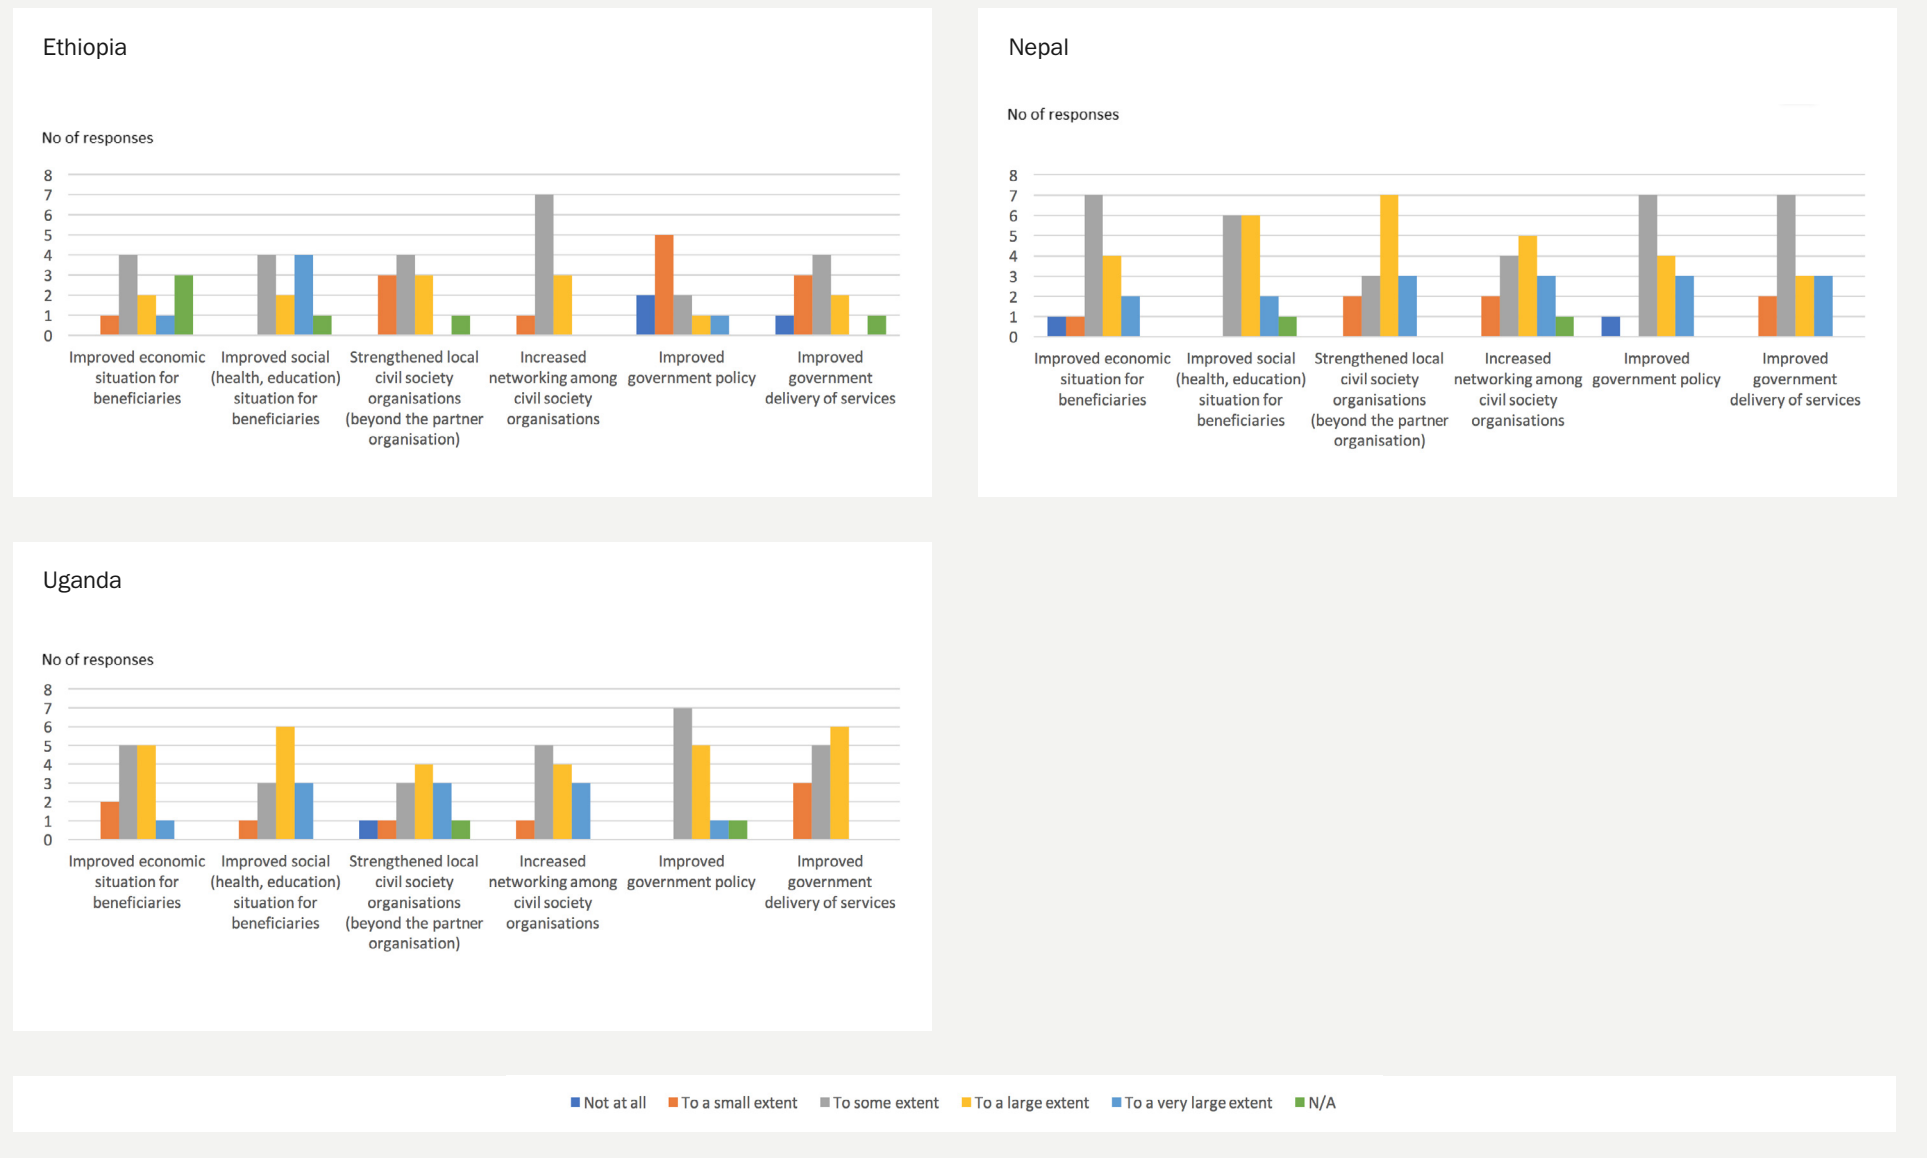 Ethiopia
No of responses
8
7
6
5
4
3
2
1
0
Improved economic
situation for
beneficiaries
Improved social
(health, education)
situation for
beneficiaries
Strengthened local
civil society
organisations
(beyond the partner
organisation)
Increased
networking among
civil society
organisations
Improved
government policy
Improved
government
delivery of services
Nepal
No of responses
8
7
6
5
4
3
2
1
0
Improved economic
situation for
beneficiaries
Improved social
(health, education)
situation for
beneficiaries
Strengthened local
civil society
organisations
(beyond the partner
organisation)
Increased
networking among
civil society
organisations
Improved
government policy
Improved
government
delivery of services
Uganda
No of responses
8
7
6
5
4
3
2
1
0
Improved economic
situation for
beneficiaries
Improved social
(health, education)
situation for
beneficiaries
Strengthened local
civil society
organisations
(beyond the partner
organisation)
Increased
networking among
civil society
organisations
Improved
government policy
Improved
government
delivery of services
Not at all To a small extent To some extent To a large extent To a very large extent N/A